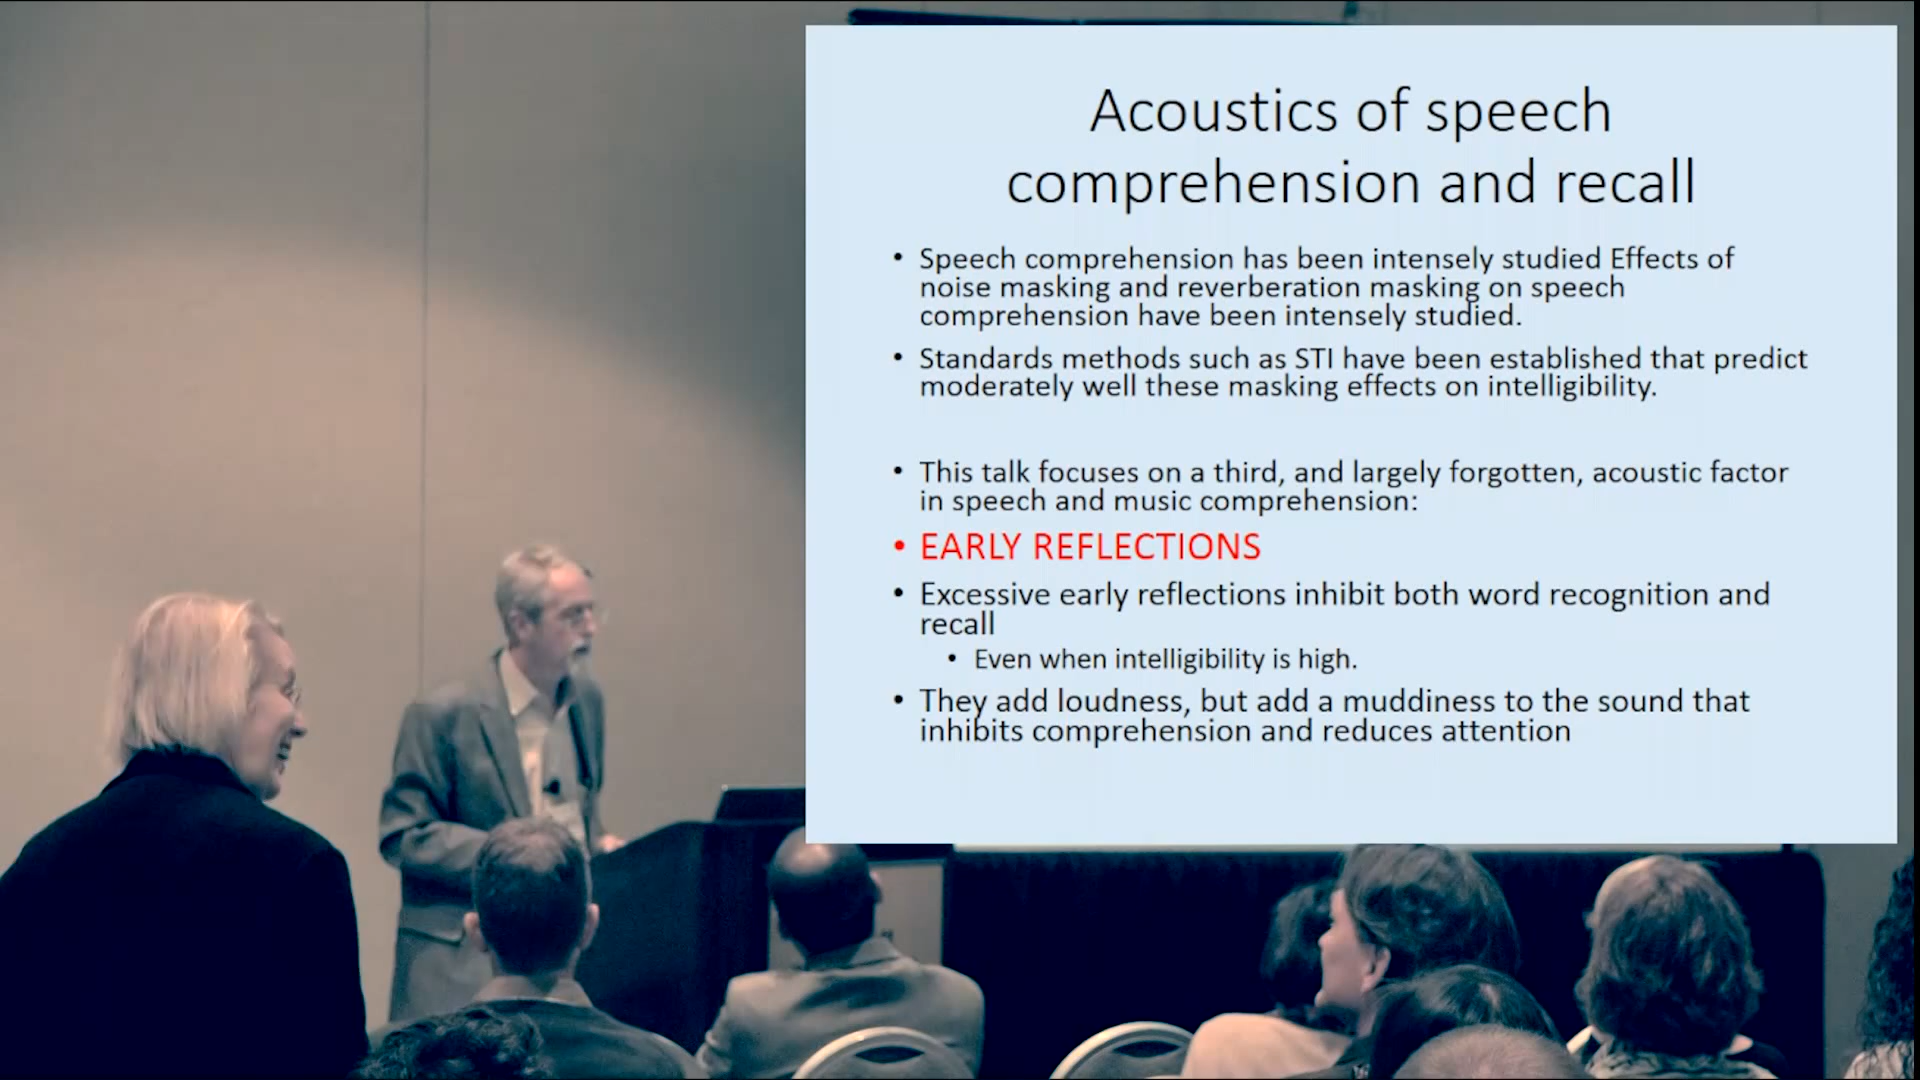 Acoustics of speech
comprehension and recall
• Speech comprehension has been intensely studied Effects of
noise masking and reverberation masking on speech
comprehension have been intensely studied.
• Standards methods such as STI have been established that predict
moderately well these masking effects on intelligibility.
• This talk focuses on a third, and largely forgotten, acoustic factor
in speech and music comprehension:
• EARLY REFLECTIONS
• Excessive early reflections inhibit both word recognition and
recall
• Even when intelligibility is high.
• They add loudness, but add a muddiness to the sound that
inhibits comprehension and reduces attention